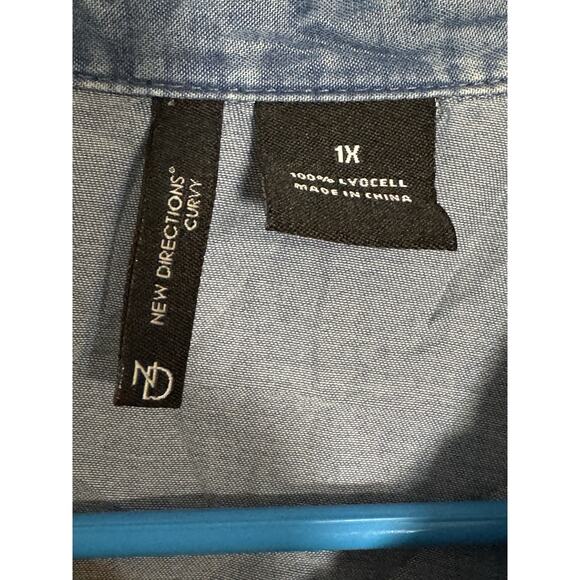 NEW DIRECTIONS®
CURVY
ND
1X
100% LYOCELL
MADE IN CHINA